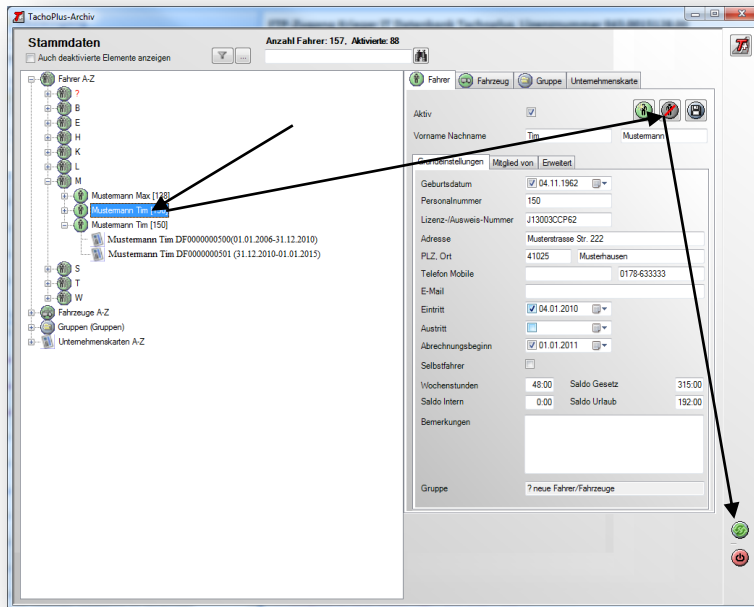 TachoPlus-Archiv
Stammdaten
Anzahl Fahrer: 157, Aktivierte: 88
Auch deaktivierte Elemente anzeigen
...
Fahrer A-Z
?
B
E
H
K
L
M
Mustermann Max [138]
Mustermann Tim
Mustermann Tim [150]
Mustermann Tim DF0000000500(01.01.2006-31.12.2010)
Mustermann Tim DF0000000501 (31.12.2010-01.01.2015)
S
T
W
Fahrzeuge A-Z
Gruppen (Gruppen)
Unternehmenskarten A-Z
Fahrer Fahrzeug Gruppe Unternehmenskarte
Aktiv
Vorname Nachname Tim Mustermann
Grundeinstellungen Mitglied von Erweitert
Geburtsdatum 04.11.1962
Personalnummer 150
Lizenz-/Ausweis-Nummer J13003CCP62
Adresse Musterstrasse Str. 222
PLZ, Ort 41025 Musterhausen
Telefon Mobile 0178-633333
E-Mail
Eintritt 04.01.2010
Austritt
Abrechnungsbeginn 01.01.2011
Selbstfahrer
Wochenstunden 48:00 Saldo Gesetz 315:00
Saldo Intern 0:00 Saldo Urlaub 192:00
Bemerkungen
Gruppe ? neue Fahrer/Fahrzeuge